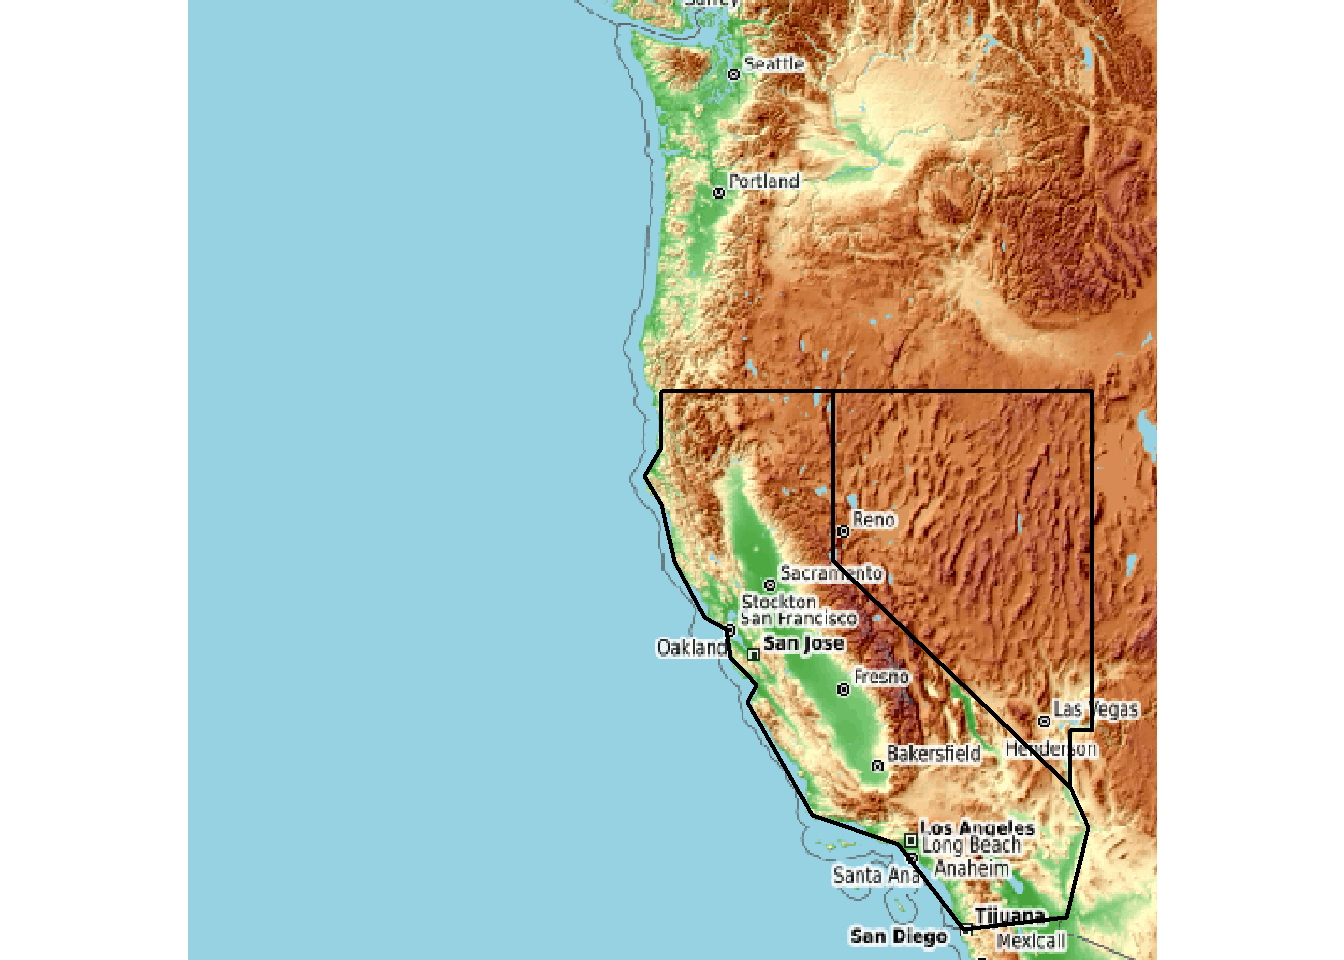 Surrey
Seattle
Portland
Reno
Sacramento
Stockton
San Francisco
Oakland
San Jose
Fresno
Las Vegas
Henderson
Bakersfield
Los Angeles
Long Beach
Anaheim
Santa Ana
Tijuana
San Diego
Mexicali